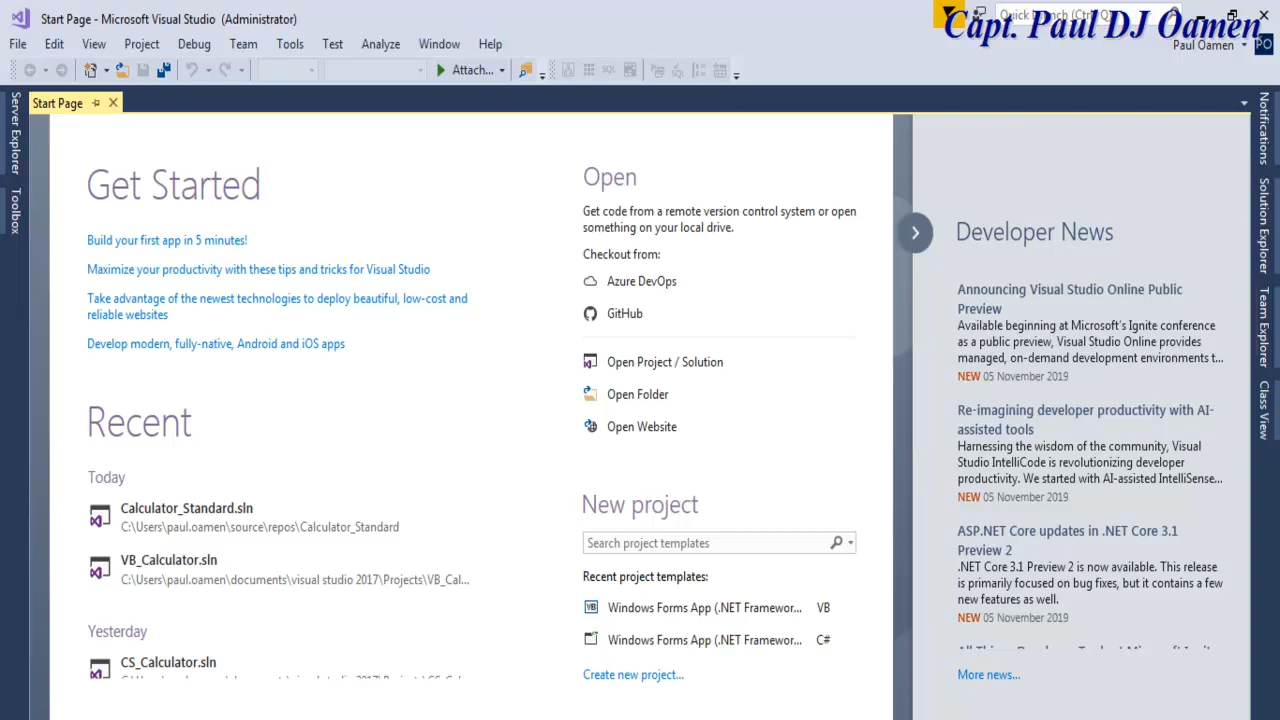 Start Page - Microsoft Visual Studio (Administrator)
Quick Launch (Ctrl+Q)
Capt. Paul DJ Oamen
File Edit View Project Debug Team Tools Test Analyze Window Help
Paul Oamen PO
Attach...
Start Page
Server Explorer
Toolbox
Notifications
Solution Explorer
Team Explorer
Class View
Get Started
Build your first app in 5 minutes!
Maximize your productivity with these tips and tricks for Visual Studio
Take advantage of the newest technologies to deploy beautiful, low-cost and
reliable websites
Develop modern, fully-native, Android and iOS apps
Recent
Today
Calculator_Standard.sln
C:\Users\paul.oamen\source\repos\Calculator_Standard
VB_Calculator.sln
C:\Users\paul.oamen\documents\visual studio 2017\Projects\VB_Cal...
Yesterday
CS_Calculator.sln
Open
Get code from a remote version control system or open
something on your local drive.
Checkout from:
Azure DevOps
GitHub
Open Project / Solution
Open Folder
Open Website
New project
Search project templates
Recent project templates:
Windows Forms App (.NET Framewor... VB
Windows Forms App (.NET Framewor... C#
Create new project...
Developer News
Announcing Visual Studio Online Public
Preview
Available beginning at Microsoft's Ignite conference
as a public preview, Visual Studio Online provides
managed, on-demand development environments t...
NEW 05 November 2019
Re-imagining developer productivity with AI-
assisted tools
Harnessing the wisdom of the community, Visual
Studio IntelliCode is revolutionizing developer
productivity. We started with AI-assisted IntelliSense...
NEW 05 November 2019
ASP.NET Core updates in .NET Core 3.1
Preview 2
.NET Core 3.1 Preview 2 is now available. This release
is primarily focused on bug fixes, but it contains a few
new features as well.
NEW 05 November 2019
More news...